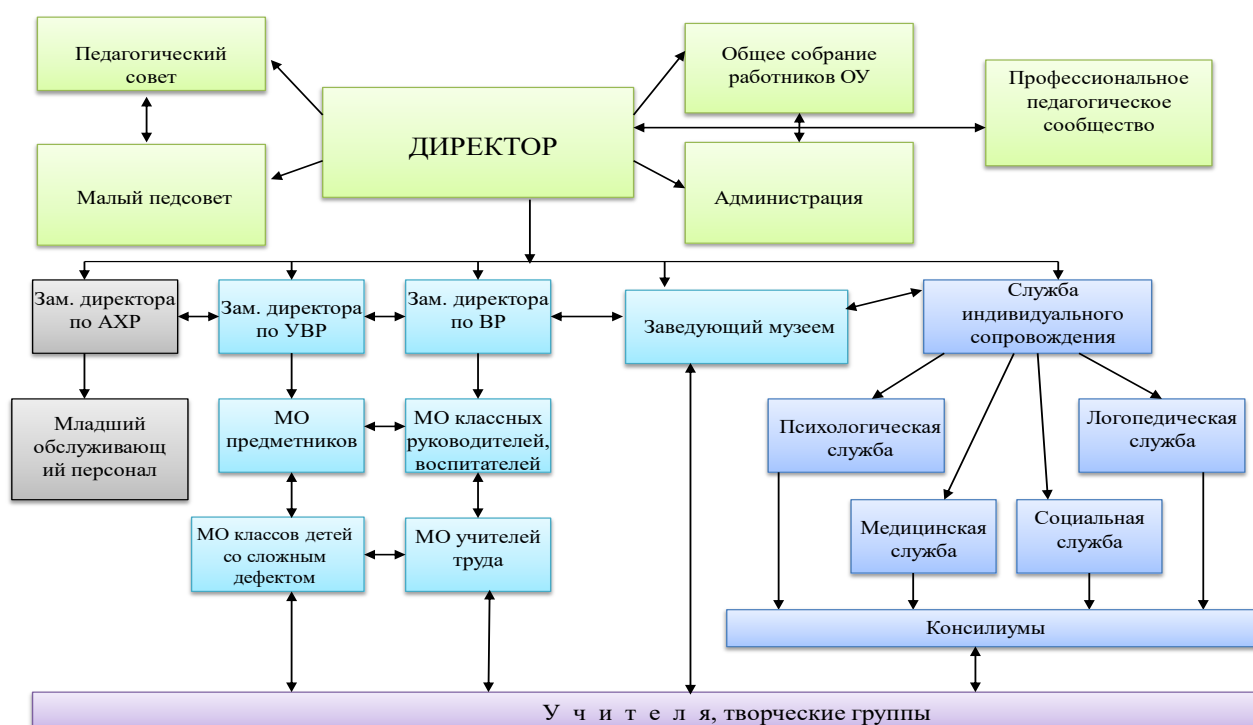 Педагогический
совет
Общее собрание
работников ОУ
Профессиональное
педагогическое
сообщество
ДИРЕКТОР
Малый педсовет
Администрация
Зам. директора
по АХР
Зам. директора
по УВР
Зам. директора
по ВР
Заведующий музеем
Служба
индивидуального
сопровождения
Младший
обслуживающ
ий персонал
МО
предметников
МО классных
руководителей,
воспитателей
Психологическая
служба
Логопедическая
служба
МО классов детей
со сложным
дефектом
МО учителей
труда
Медицинская
служба
Социальная
служба
Консилиумы
У ч и т е л я, творческие группы